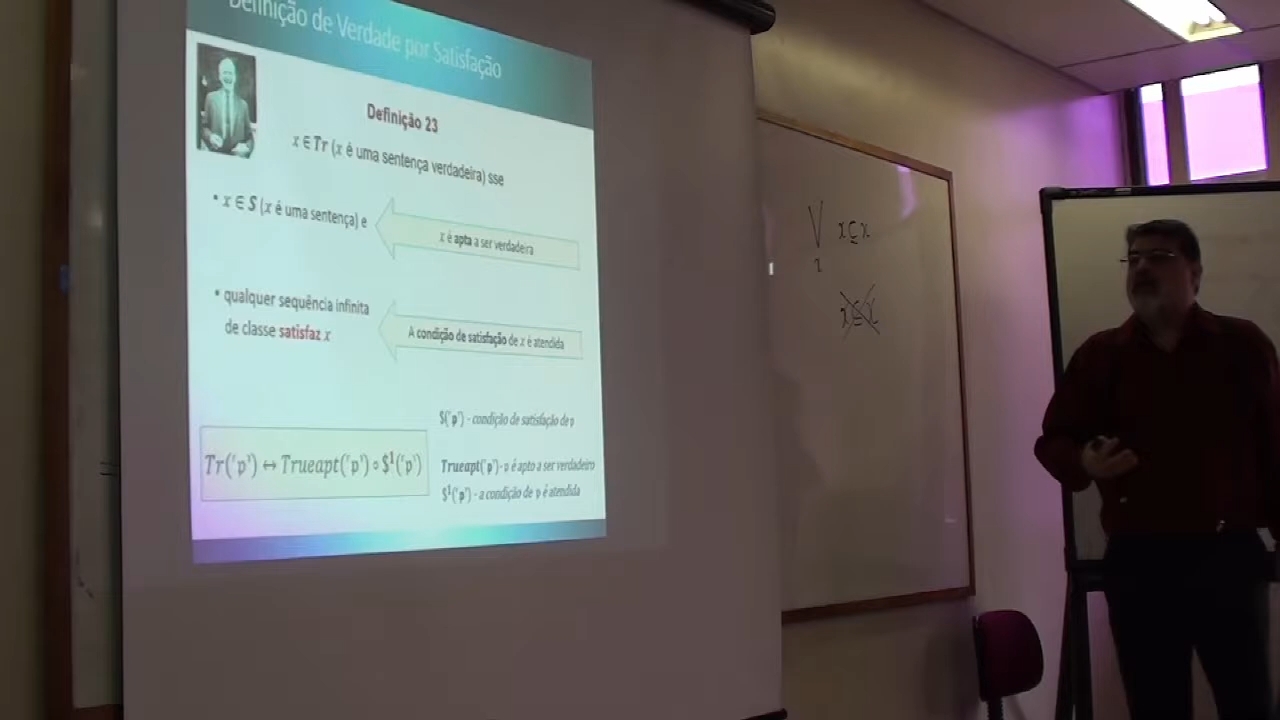 Definição de Verdade por Satisfação
Definição 23
x ∈ Tr (x é uma sentença verdadeira) sse
• x ∈ S (x é uma sentença) e
x é apta a ser verdadeira
• qualquer sequência infinita
de classe satisfaz x
A condição de satisfação de x é atendida
$('p') - condição de satisfação de p
Tr('p') ↔ Trueapt('p') ∘ $¹('p')
Trueapt('p') - p é apto a ser verdadeiro
$¹('p') - a condição de p é atendida
⋁ x ⊆ x